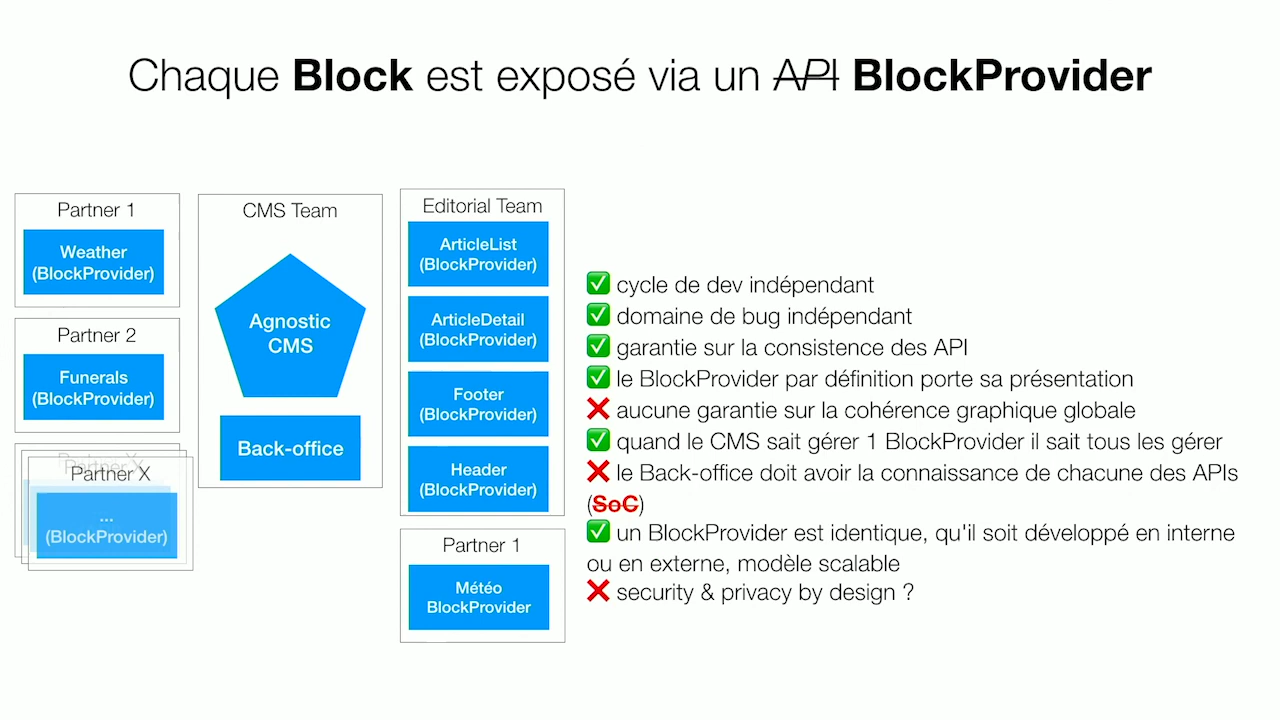 Chaque Block est exposé via un API BlockProvider
Partner 1
Weather
(BlockProvider)
Partner 2
Funerals
(BlockProvider)
Partner X
Partner X
...
(BlockProvider)
CMS Team
Agnostic
CMS
Back-office
Editorial Team
ArticleList
(BlockProvider)
ArticleDetail
(BlockProvider)
Footer
(BlockProvider)
Header
(BlockProvider)
Partner 1
Météo
BlockProvider
✅ cycle de dev indépendant
✅ domaine de bug indépendant
✅ garantie sur la consistence des API
✅ le BlockProvider par définition porte sa présentation
❌ aucune garantie sur la cohérence graphique globale
✅ quand le CMS sait gérer 1 BlockProvider il sait tous les gérer
❌ le Back-office doit avoir la connaissance de chacune des APIs
(SoC)
✅ un BlockProvider est identique, qu'il soit développé en interne
ou en externe, modèle scalable
❌ security & privacy by design ?